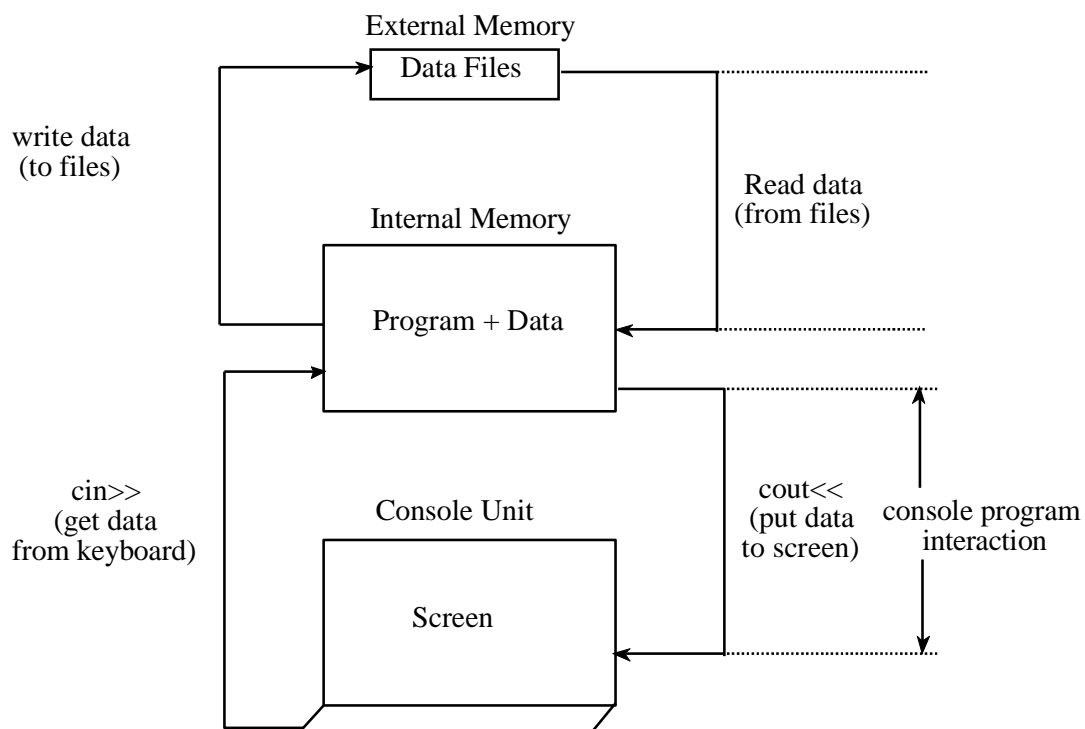 External Memory
Data Files
write data
(to files)
Read data
(from files)
Internal Memory
Program + Data
cin>>
(get data
from keyboard)
Console Unit
cout<<
(put data
to screen)
console program
interaction
Screen